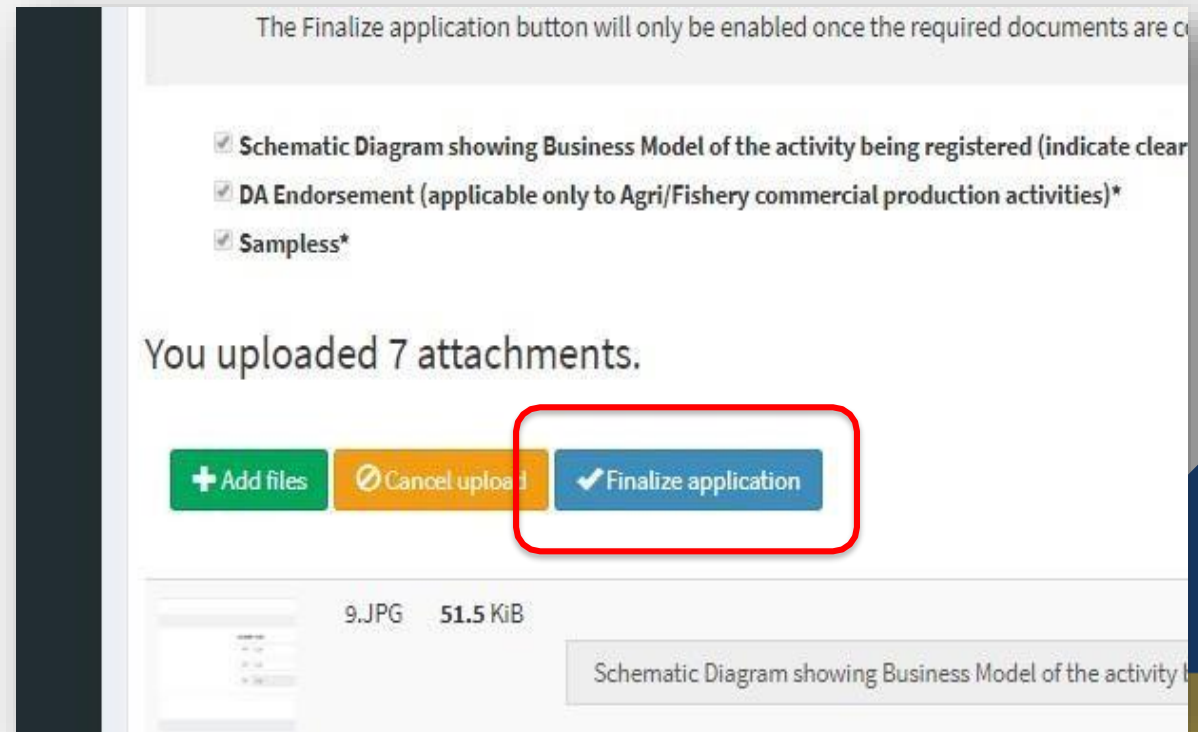 The Finalize application button will only be enabled once the required documents are
Schematic Diagram showing Business Model of the activity being registered (indicate clear
DA Endorsement (applicable only to Agri/Fishery commercial production activities)*
Sampless*
You uploaded 7 attachments.
Add files Cancel upload Finalize application
9.JPG 51.5 KiB
Schematic Diagram showing Business Model of the activity